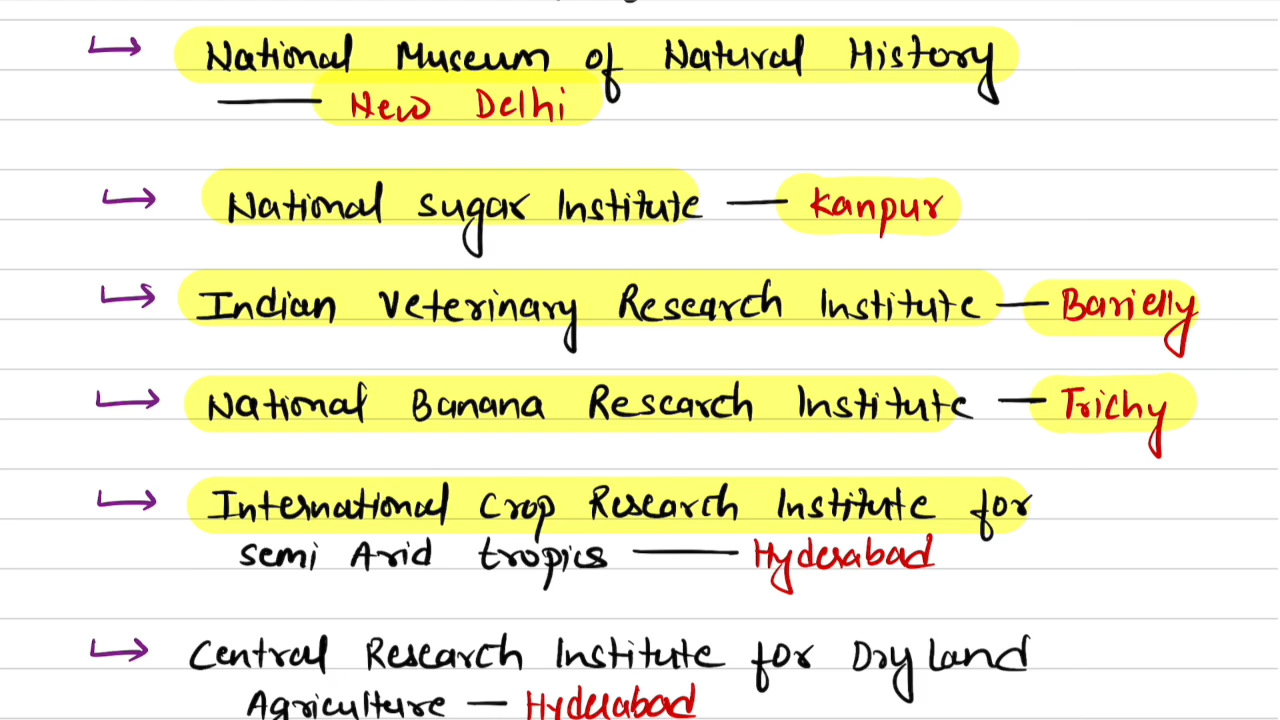 ↳ National Museum of Natural History
— New Delhi
↳ National sugar Institute — Kanpur
↳ Indian Veterinary Research Institute — Barielly
↳ National Banana Research Institute — Trichy
↳ International Crop Research Institute for
semi Arid tropics — Hyderabad
↳ Central Research Institute for Dry land
Agriculture — Hyderabad